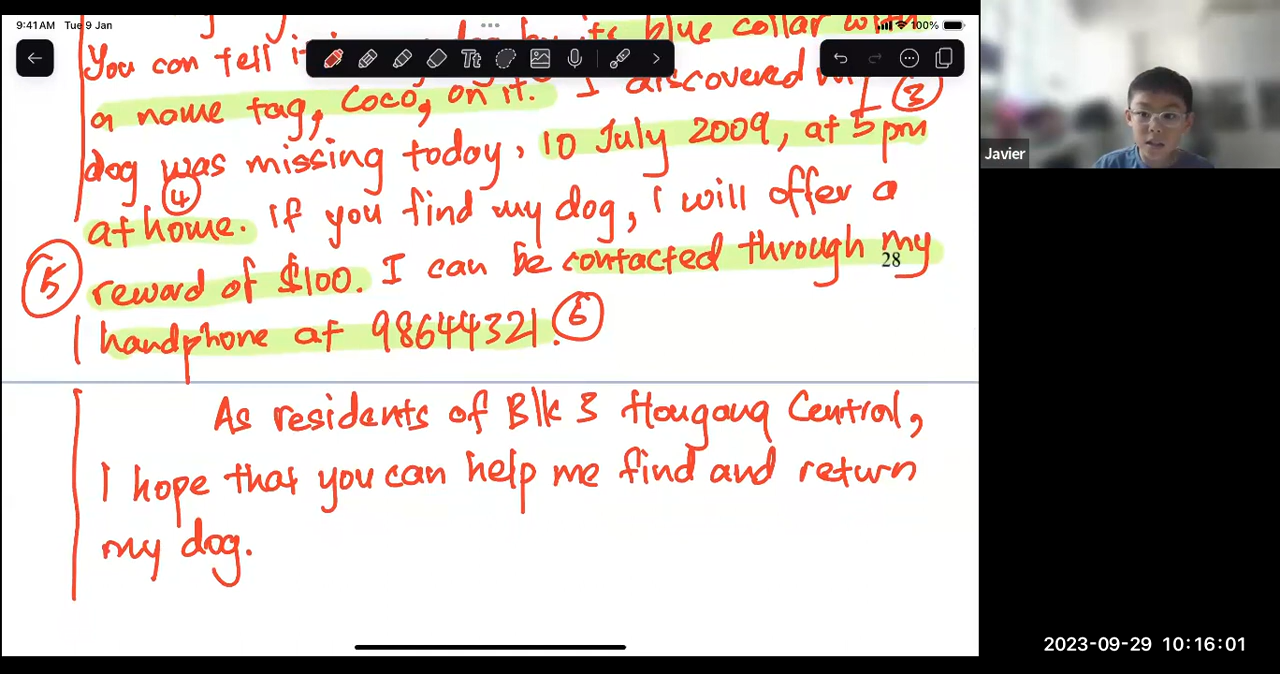 9:41AM Tue 9 Jan
100%
its blue collar with
You can tell it
Tt
a name tag, Coco, on it. I discovered my
3
dog was missing today, 10 July 2009, at 5pm
4
at home. If you find my dog, I will offer a
5
reward of $100. I can be contacted through my
28
handphone at 98644321.
6
As residents of Blk 3 Hougang Central,
I hope that you can help me find and return
my dog.
Javier
2023-09-29 10:16:01